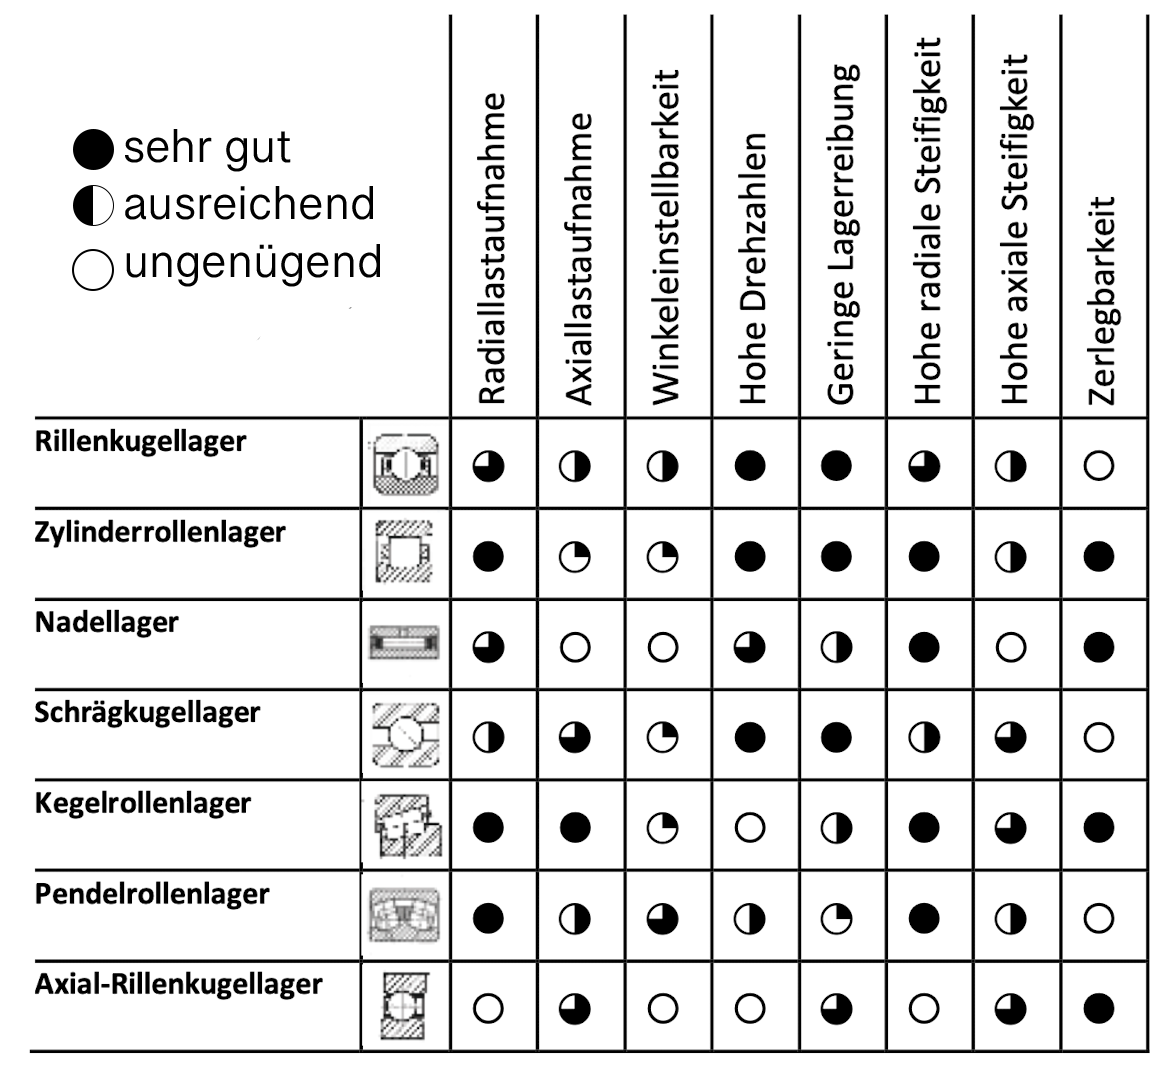 sehr gut
ausreichend
ungenügend
Radiallastaufnahme
Axiallastaufnahme
Winkeleinstellbarkeit
Hohe Drehzahlen
Geringe Lagerreibung
Hohe radiale Steifigkeit
Hohe axiale Steifigkeit
Zerlegbarkeit
Rillenkugellager
Zylinderrollenlager
Nadellager
Schrägkugellager
Kegelrollenlager
Pendelrollenlager
Axial-Rillenkugellager